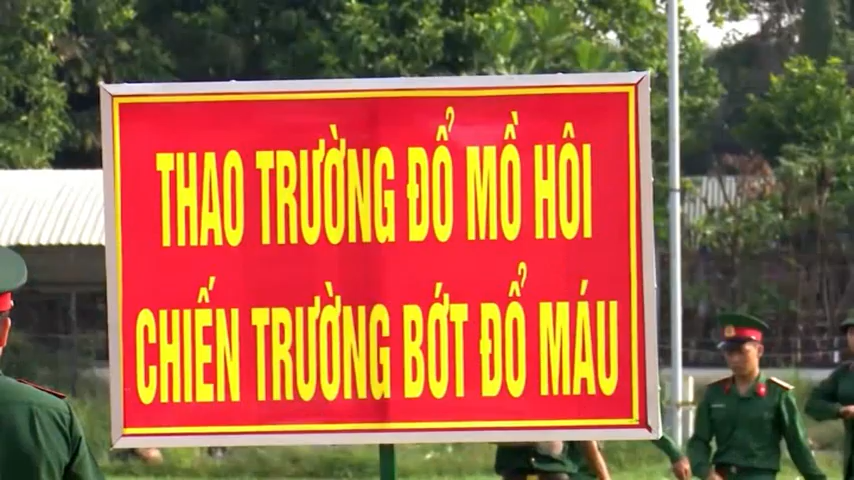 THAO TRƯỜNG ĐỔ MỒ HÔI
CHIẾN TRƯỜNG BỚT ĐỔ MÁU